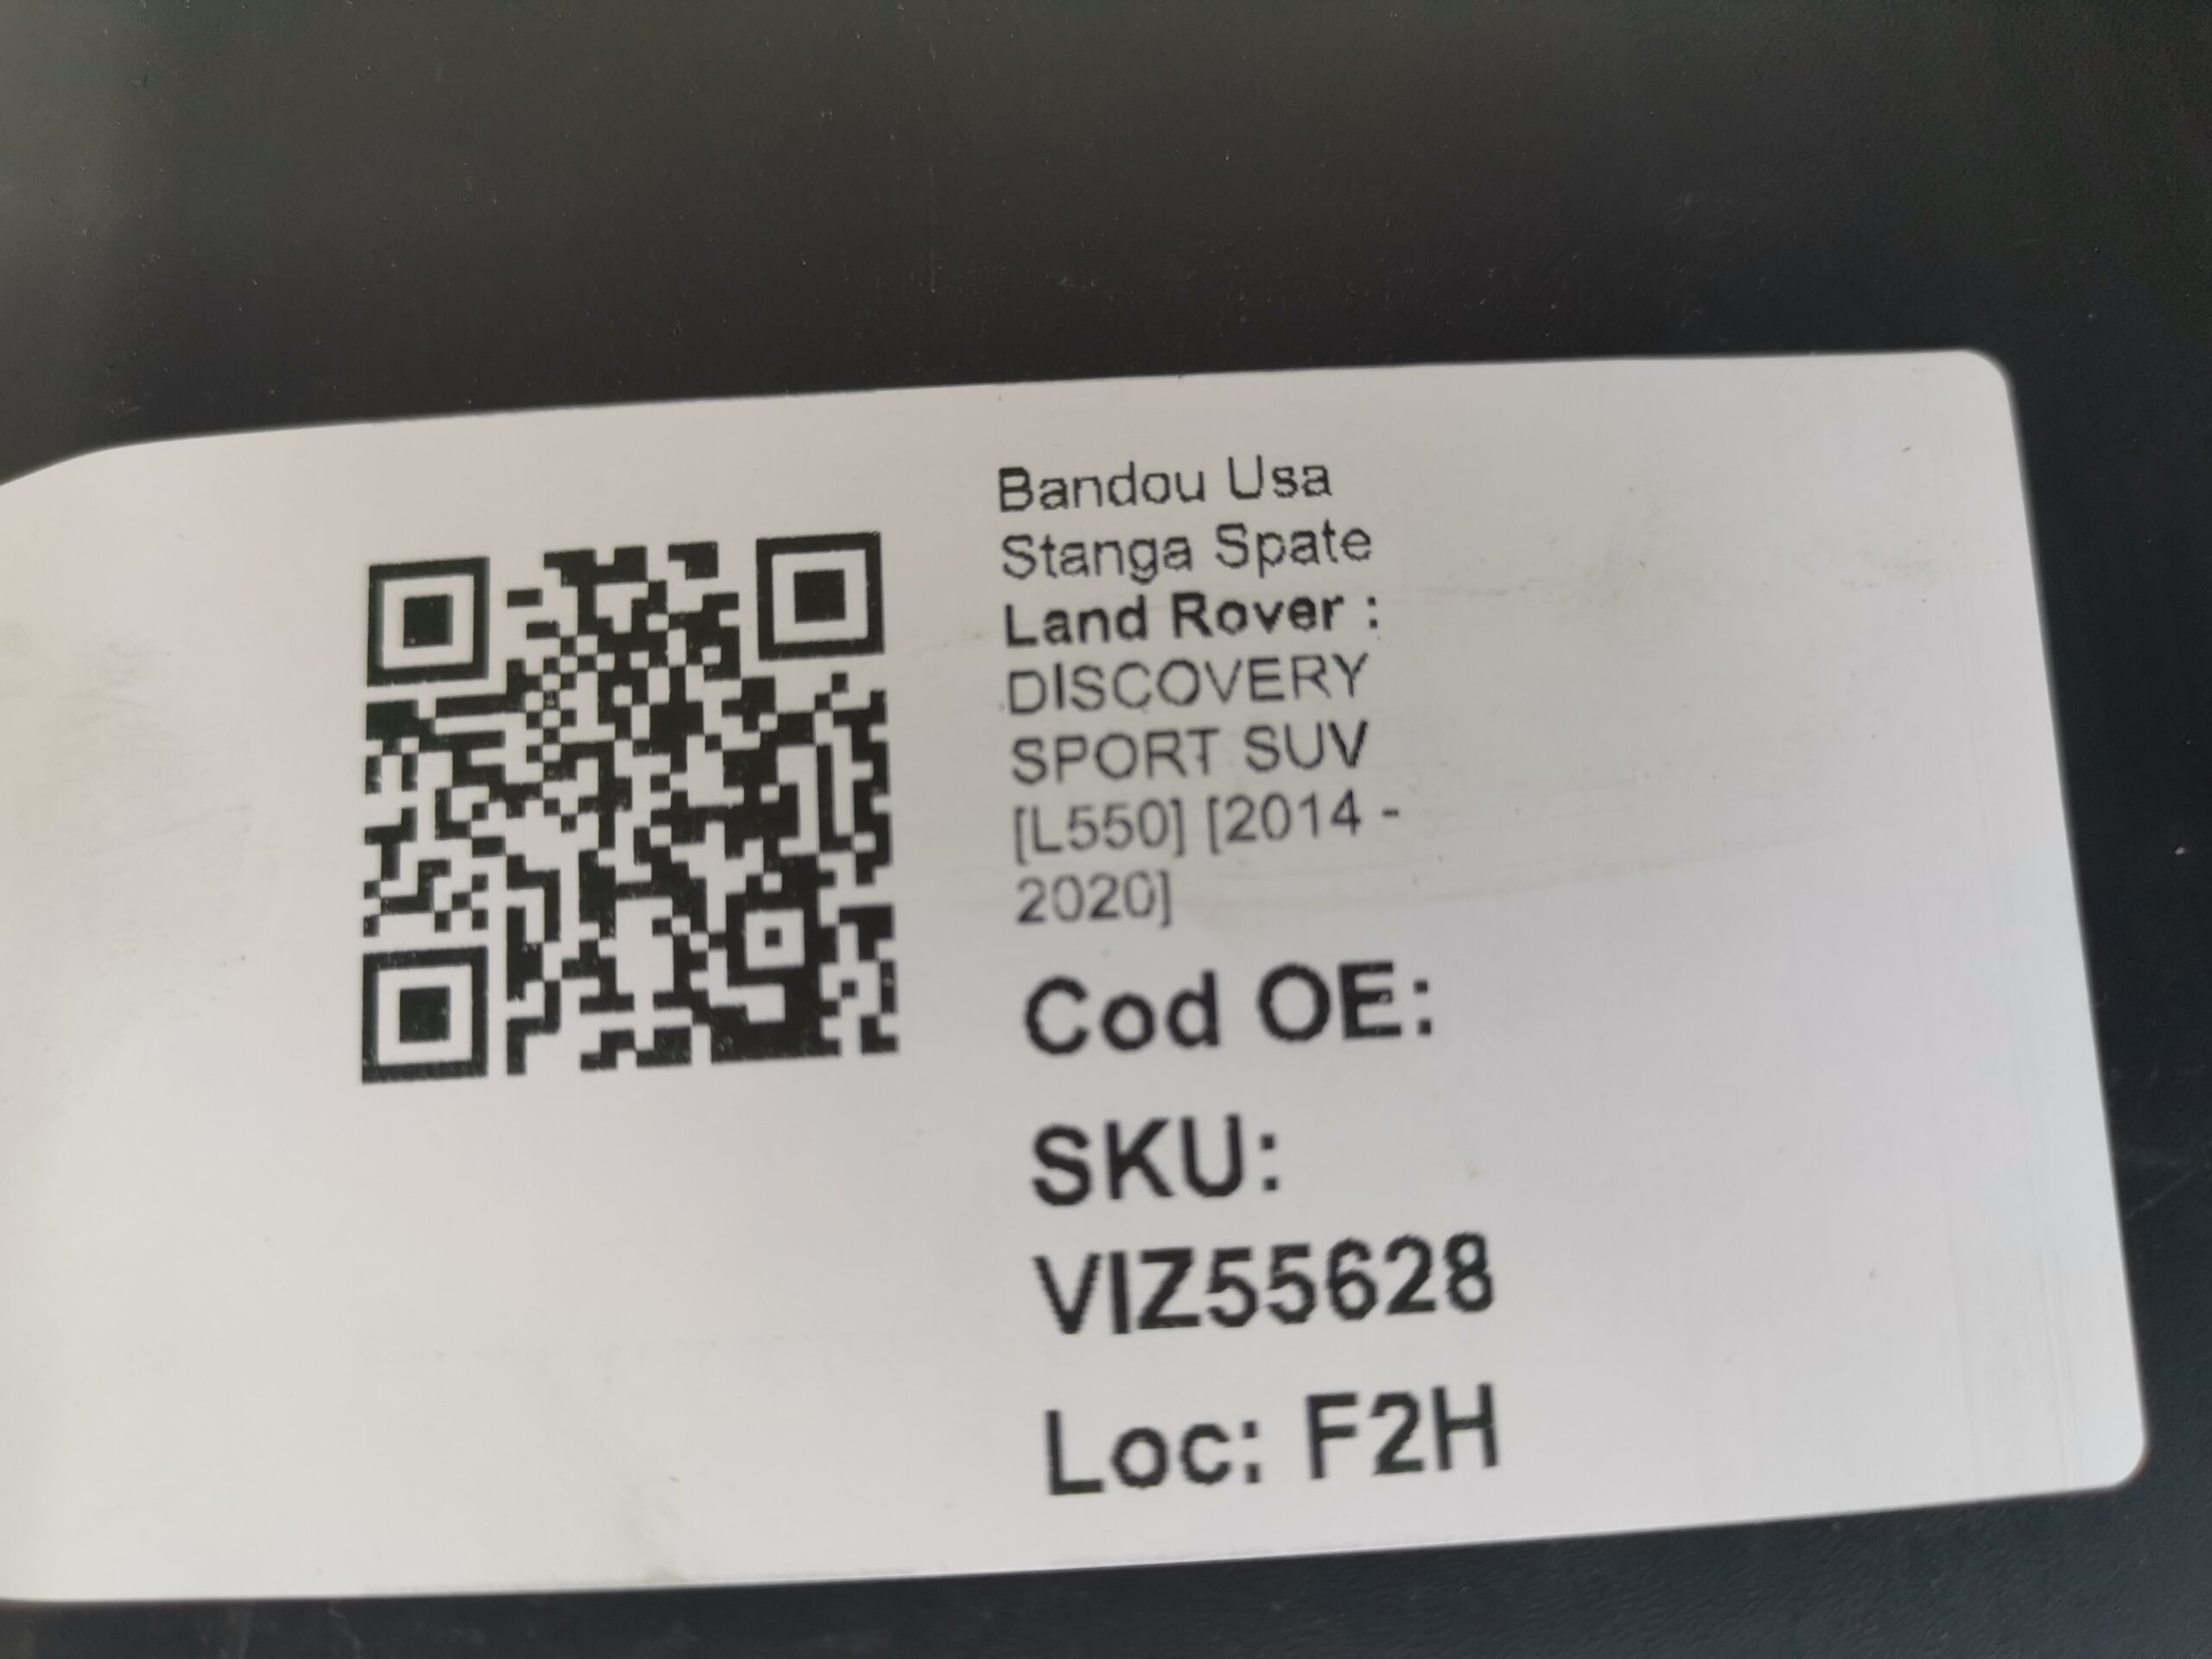 Bandou Usa
Stanga Spate
Land Rover :
DISCOVERY
SPORT SUV
[L550] [2014 -
2020]
Cod OE:
SKU:
VIZ55628
Loc: F2H